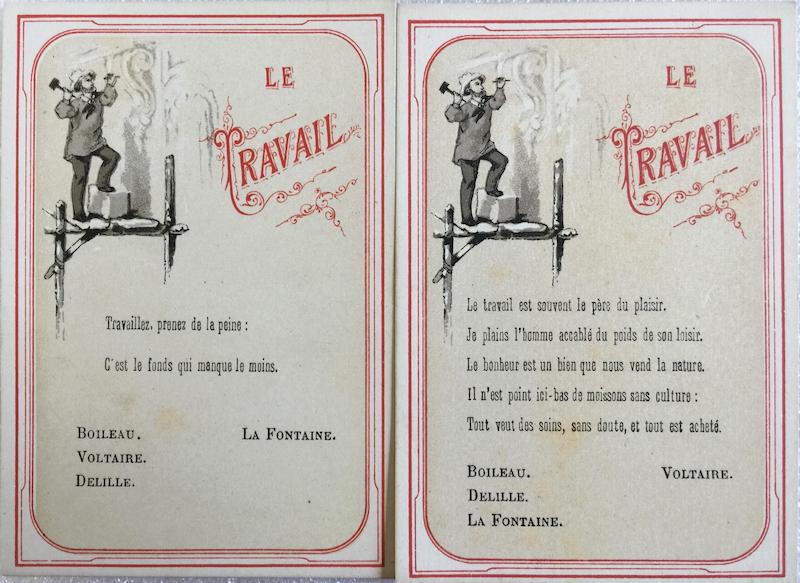 LE
TRAVAIL
Travaillez, prenez de la peine :
C'est le fonds qui manque le moins.
BOILEAU.
LA FONTAINE.
VOLTAIRE.
DELILLE.
LE
TRAVAIL
Le travail est souvent le père du plaisir.
Je plains l'homme accablé du poids de son loisir.
Le bonheur est un bien que nous vend la nature.
Il n'est point ici-bas de moissons sans culture :
Tout veut des soins, sans doute, et tout est acheté.
BOILEAU.
VOLTAIRE.
DELILLE.
LA FONTAINE.